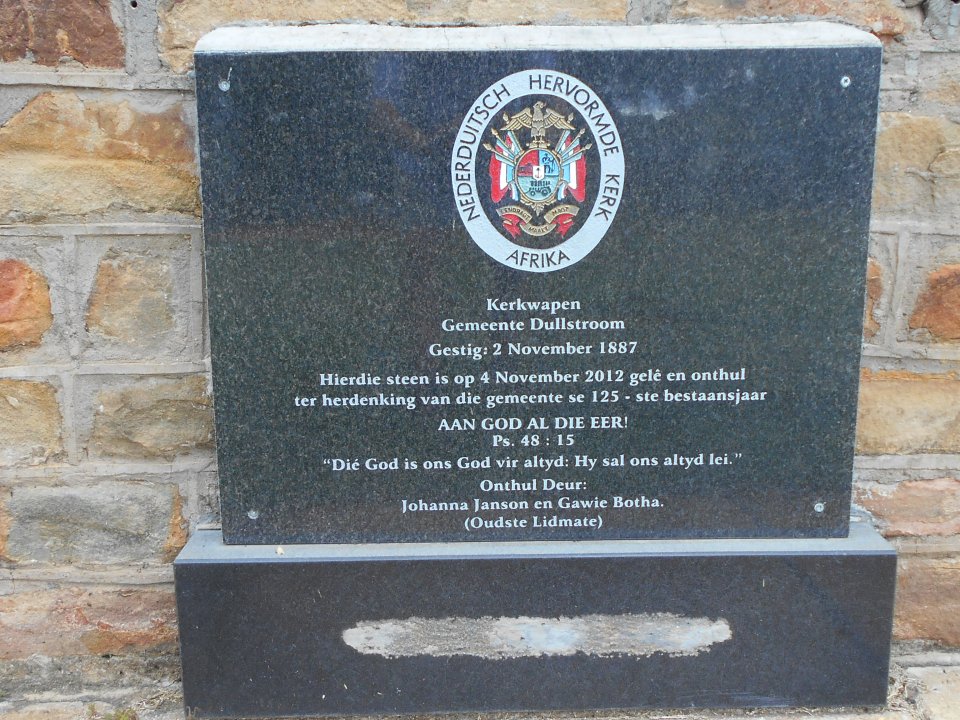 NEDERDUITSCH HERVORMDE KERK
AFRIKA
EENDRAGT MAAKT MAGT
Kerkwapen
Gemeente Dullstroom
Gestig: 2 November 1887
Hierdie steen is op 4 November 2012 gelê en onthul
ter herdenking van die gemeente se 125 - ste bestaansjaar
AAN GOD AL DIE EER!
Ps. 48 : 15
“Dié God is ons God vir altyd: Hy sal ons altyd lei.”
Onthul Deur:
Johanna Janson en Gawie Botha.
(Oudste Lidmate)